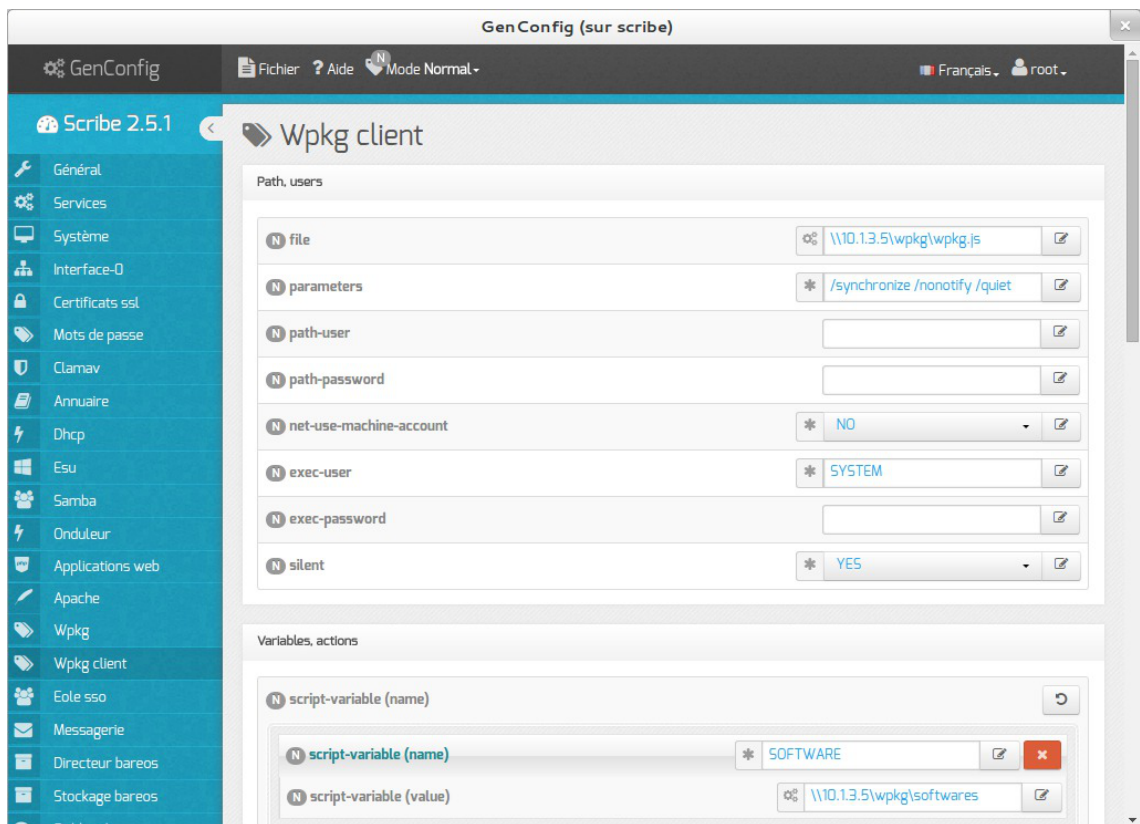 GenConfig (sur scribe)
GenConfig Fichier ? Aide N Mode Normal Français root
Scribe 2.5.1
Général
Services
Système
Interface-0
Certificats ssl
Mots de passe
Clamav
Annuaire
Dhcp
Esu
Samba
Onduleur
Applications web
Apache
Wpkg
Wpkg client
Eole sso
Messagerie
Directeur bareos
Stockage bareos
Wpkg client
Path, users
N file \\10.1.3.5\wpkg\wpkg.js
N parameters /synchronize /nonotify /quiet
N path-user
N path-password
N net-use-machine-account NO
N exec-user SYSTEM
N exec-password
N silent YES
Variables, actions
N script-variable (name)
N script-variable (name) SOFTWARE
N script-variable (value) \\10.1.3.5\wpkg\softwares